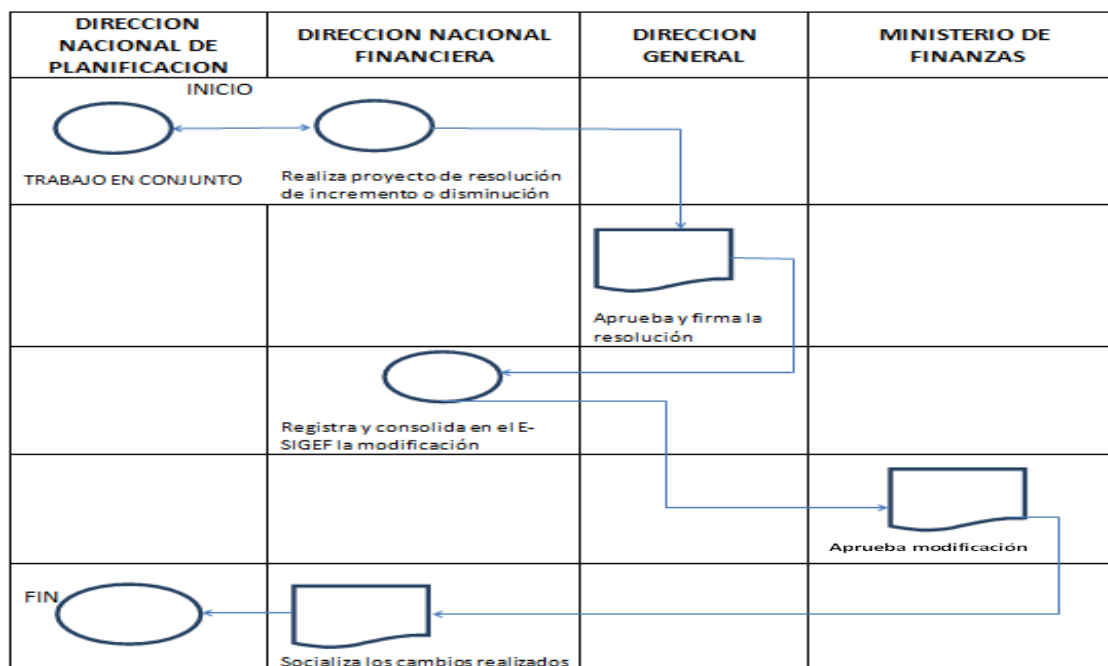 DIRECCION
NACIONAL DE
PLANIFICACION
DIRECCION NACIONAL
FINANCIERA
DIRECCION
GENERAL
MINISTERIO DE
FINANZAS
INICIO
TRABAJO EN CONJUNTO
Realiza proyecto de resolución
de incremento o disminución
Aprueba y firma la
resolución
Registra y consolida en el E-
SIGEF la modificación
Aprueba modificación
FIN
Socializa los cambios realizados